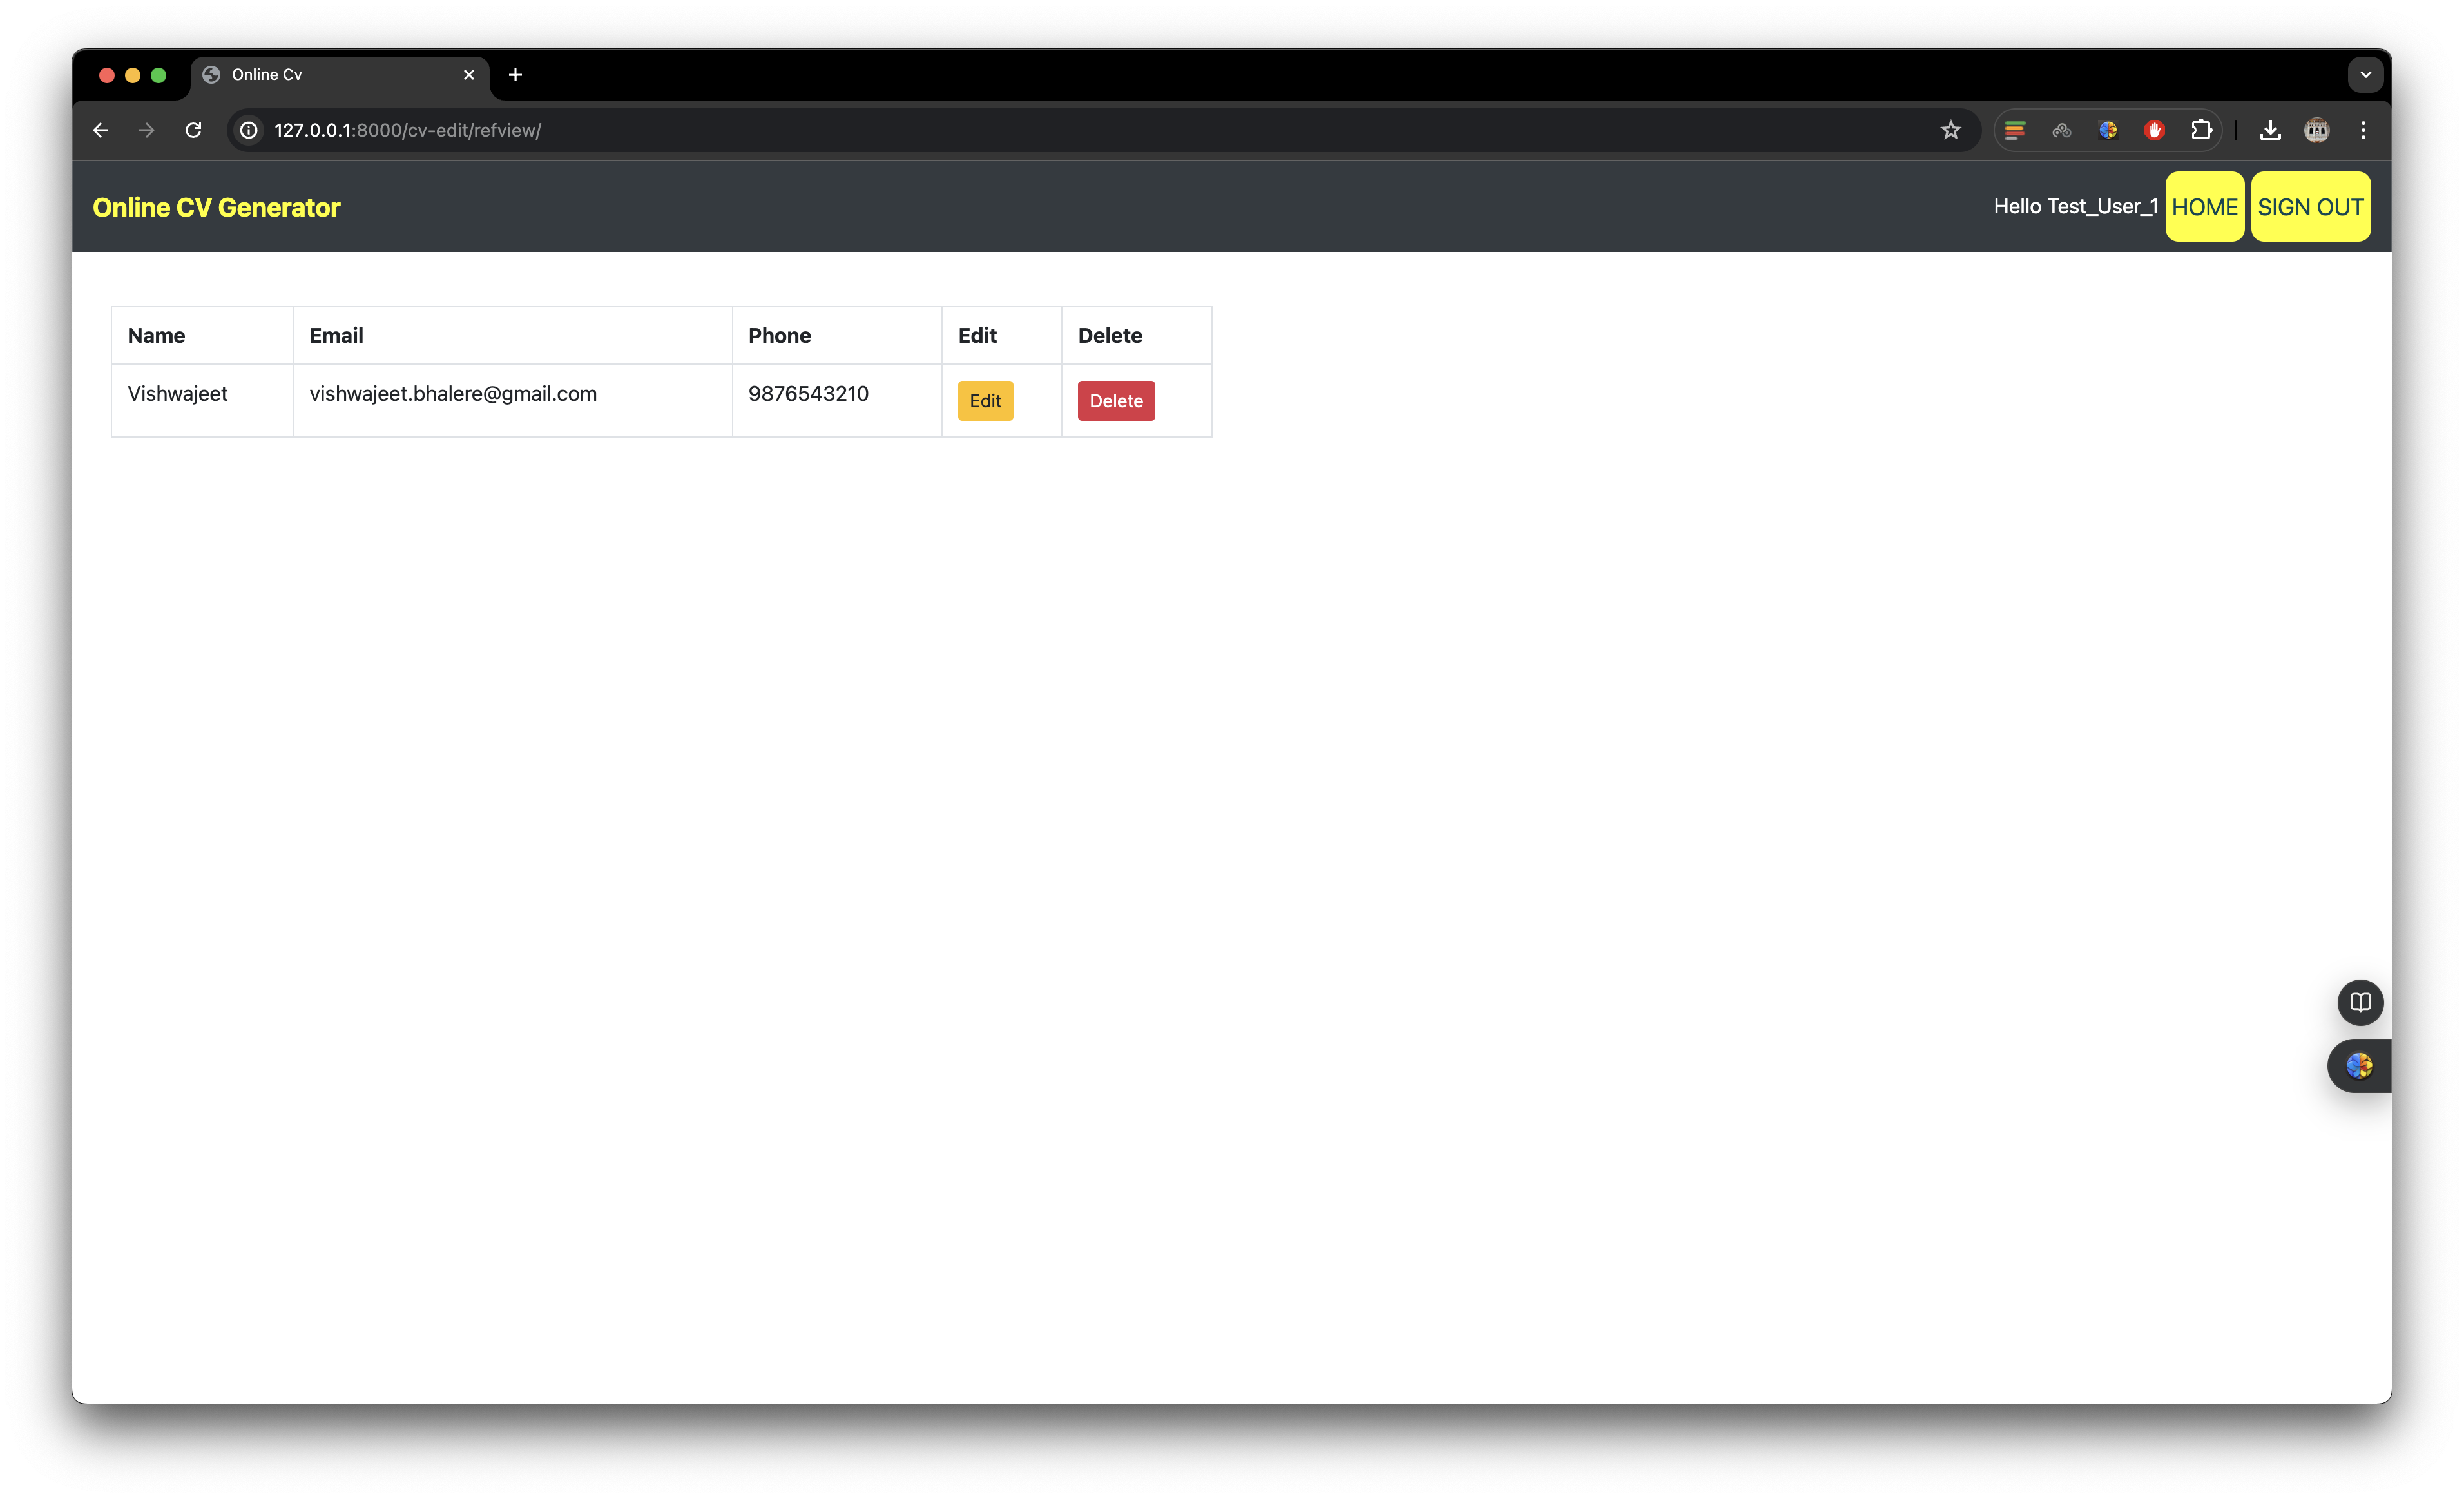 Online Cv
127.0.0.1:8000/cv-edit/refview/
Online CV Generator
Hello Test_User_1 HOME SIGN OUT
Name Email Phone Edit Delete
Vishwajeet vishwajeet.bhalere@gmail.com 9876543210 Edit Delete